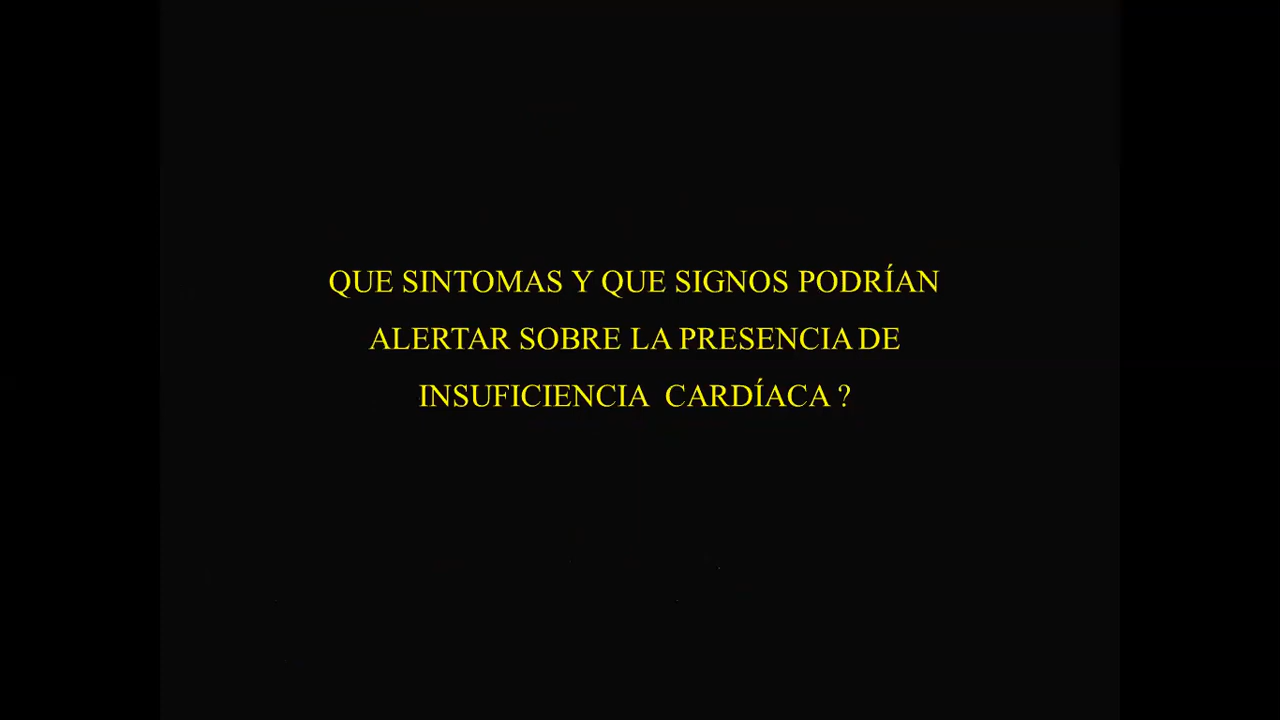 QUE SINTOMAS Y QUE SIGNOS PODRÍAN
ALERTAR SOBRE LA PRESENCIA DE
INSUFICIENCIA CARDÍACA ?